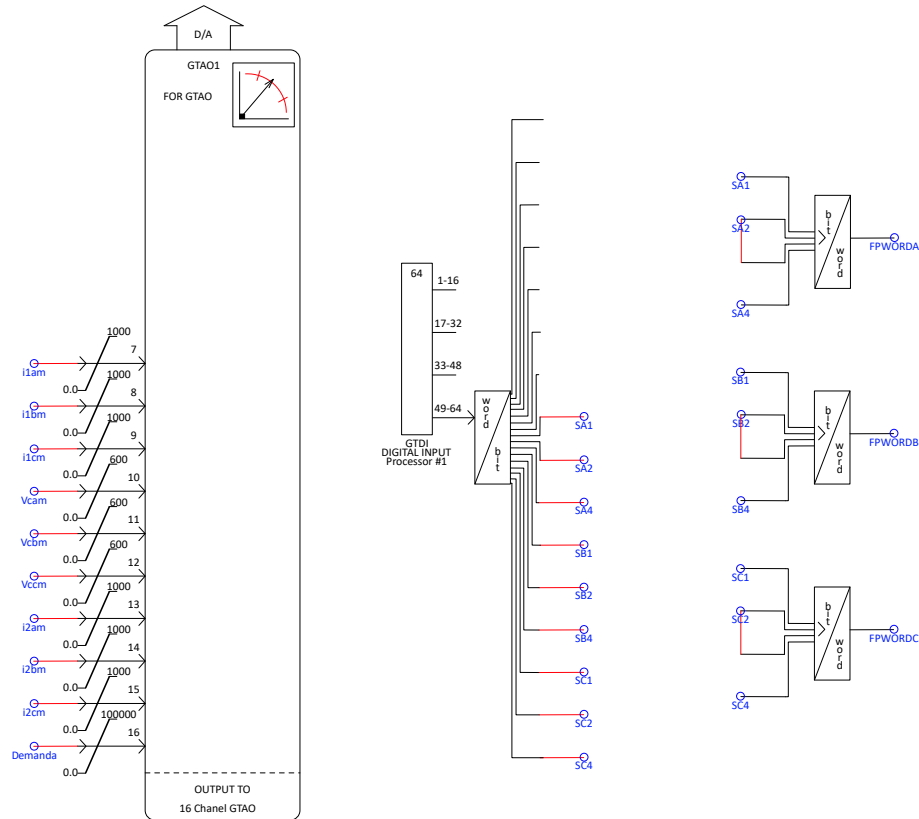 D/A
GTAO1
FOR GTAO
1000
7
i1am
0.0
1000
8
i1bm
0.0
1000
9
i1cm
0.0
600
10
Vcam
0.0
600
11
Vcbm
0.0
600
12
Vccm
0.0
1000
13
i2am
0.0
1000
14
i2bm
0.0
1000
15
i2cm
0.0
100000
16
Demanda
0.0
OUTPUT TO
16 Chanel GTAO
64
1-16
17-32
33-48
49-64
GTDI
DIGITAL INPUT
Processor #1
word
bit
SA1
SA2
SA4
SB1
SB2
SB4
SC1
SC2
SC4
SA1
SA2
SA4
bit
word
FPWORDA
SB1
SB2
SB4
bit
word
FPWORDB
SC1
SC2
SC4
bit
word
FPWORDC